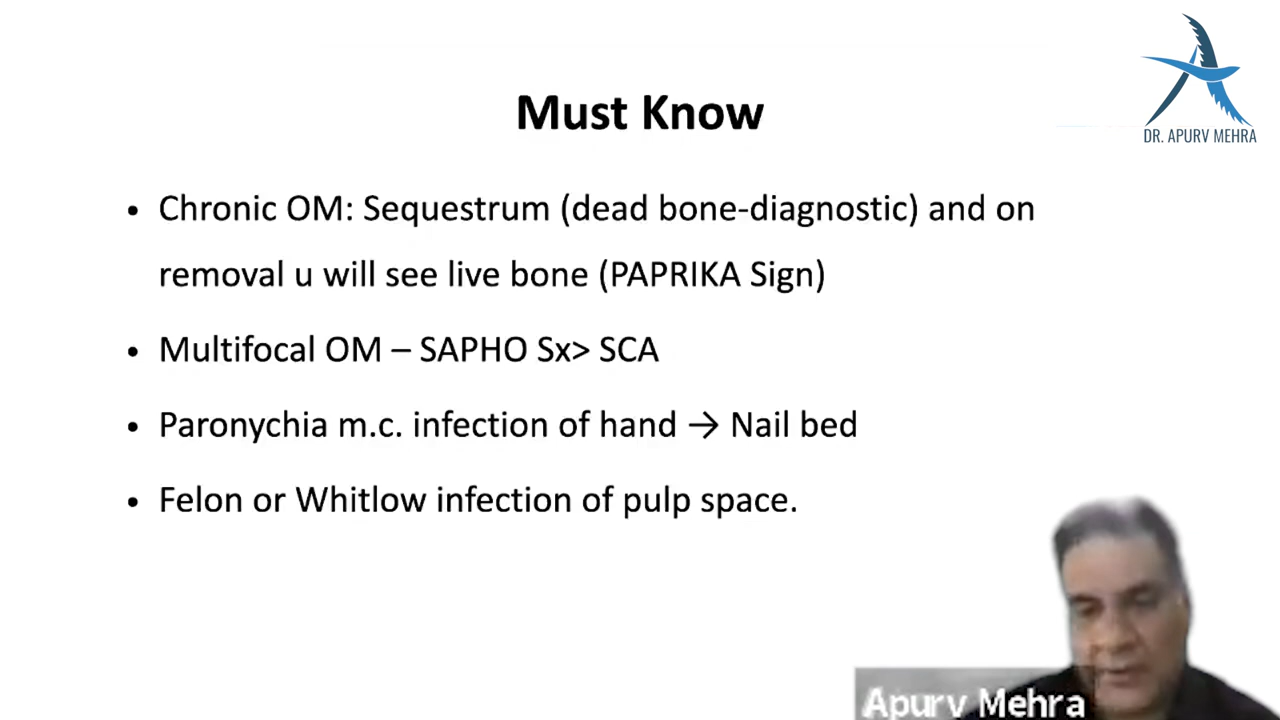 DR. APURV MEHRA
Must Know
• Chronic OM: Sequestrum (dead bone-diagnostic) and on
removal u will see live bone (PAPRIKA Sign)
• Multifocal OM – SAPHO Sx> SCA
• Paronychia m.c. infection of hand → Nail bed
• Felon or Whitlow infection of pulp space.
Apurv Mehra